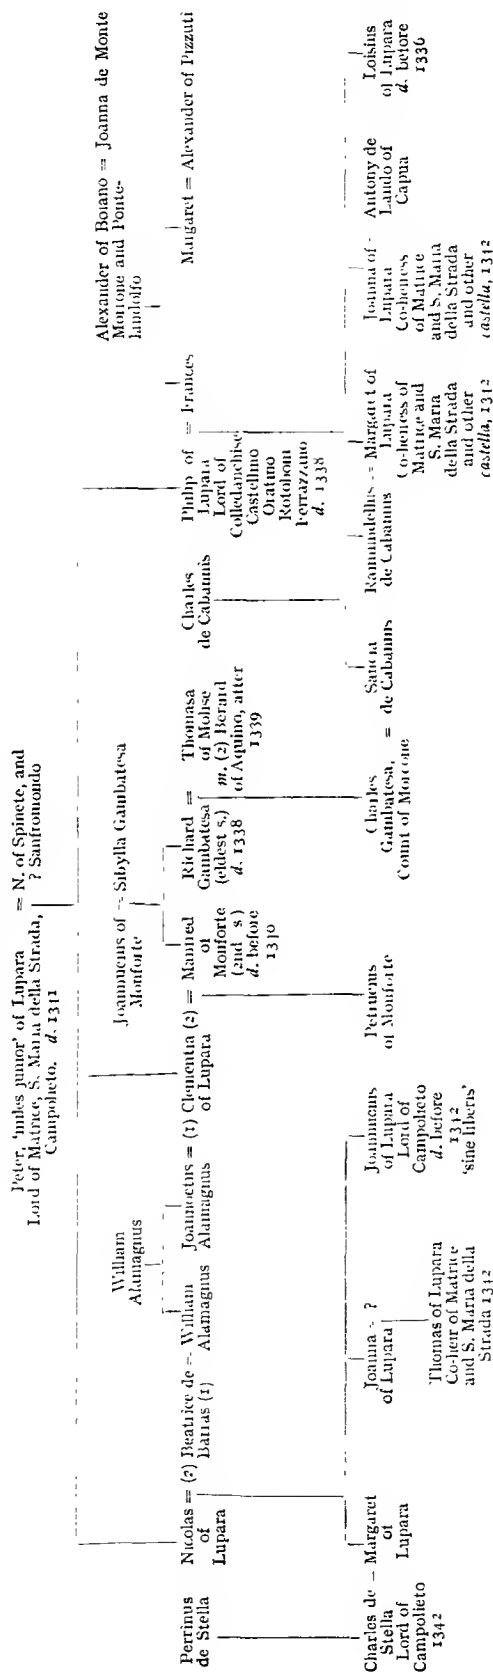 Peter, 'miles junior' of Lupara = N. of Spinete, and
Lord of Matrice, S. Maria della Strada, ? Sanframondo
Campolieto. d. 1311
Alexander of Boiano = Joanna de Monte
Morrone and Ponte-
landolfo
William
Alamagnus
Joannucius of - Sibylla Gambatesa
Monforte
Perrinus
de Stella
Nicolas = (2) Beatrice de - William
of Barras (1) Alamagnus
Lupara
Joannoctus = (1) Clementia (2) = Manfred
Alamagnus of Lupara of
Monforte
(2nd s)
d. before
1330
Richard = Thomasa
Gambatesa of Molise
(eldest s.) m. (2) Berard
d. 1338 of Aquino, after
1339
Charles
de Cabannis
Philip of = Frances
Lupara
Lord of
Colledanchise
Castellino
Oratino
Rotoboni
Ferrazzano
d. 1338
Margaret = Alexander of Pizzuti
Charles de - Margaret
Stella of
Lord of Lupara
Campolieto
1342
Joanna - ?
of Lupara
Thomas of Lupara
Co-heir of Matrice
and S. Maria della
Strada 1342
Joannucius
of Lupara
Lord of
Campolieto
d. before
1342
'sine liberis'
Petrucius
of Monforte
Charles = Sancia
Gambatesa, de Cabannis
Count of Morcone
Raimundellus - = Margaret of
de Cabannis Lupara
Co-heiress of
Matrice and
S. Maria
della Strada
and other
castella, 1342
Joanna of -
Lupara
Co-heiress
of Matrice
and S. Maria
della Strada
and other
castella, 1342
Antony de
Lando of
Capua
Loisius
of Lupara
d. before
1336